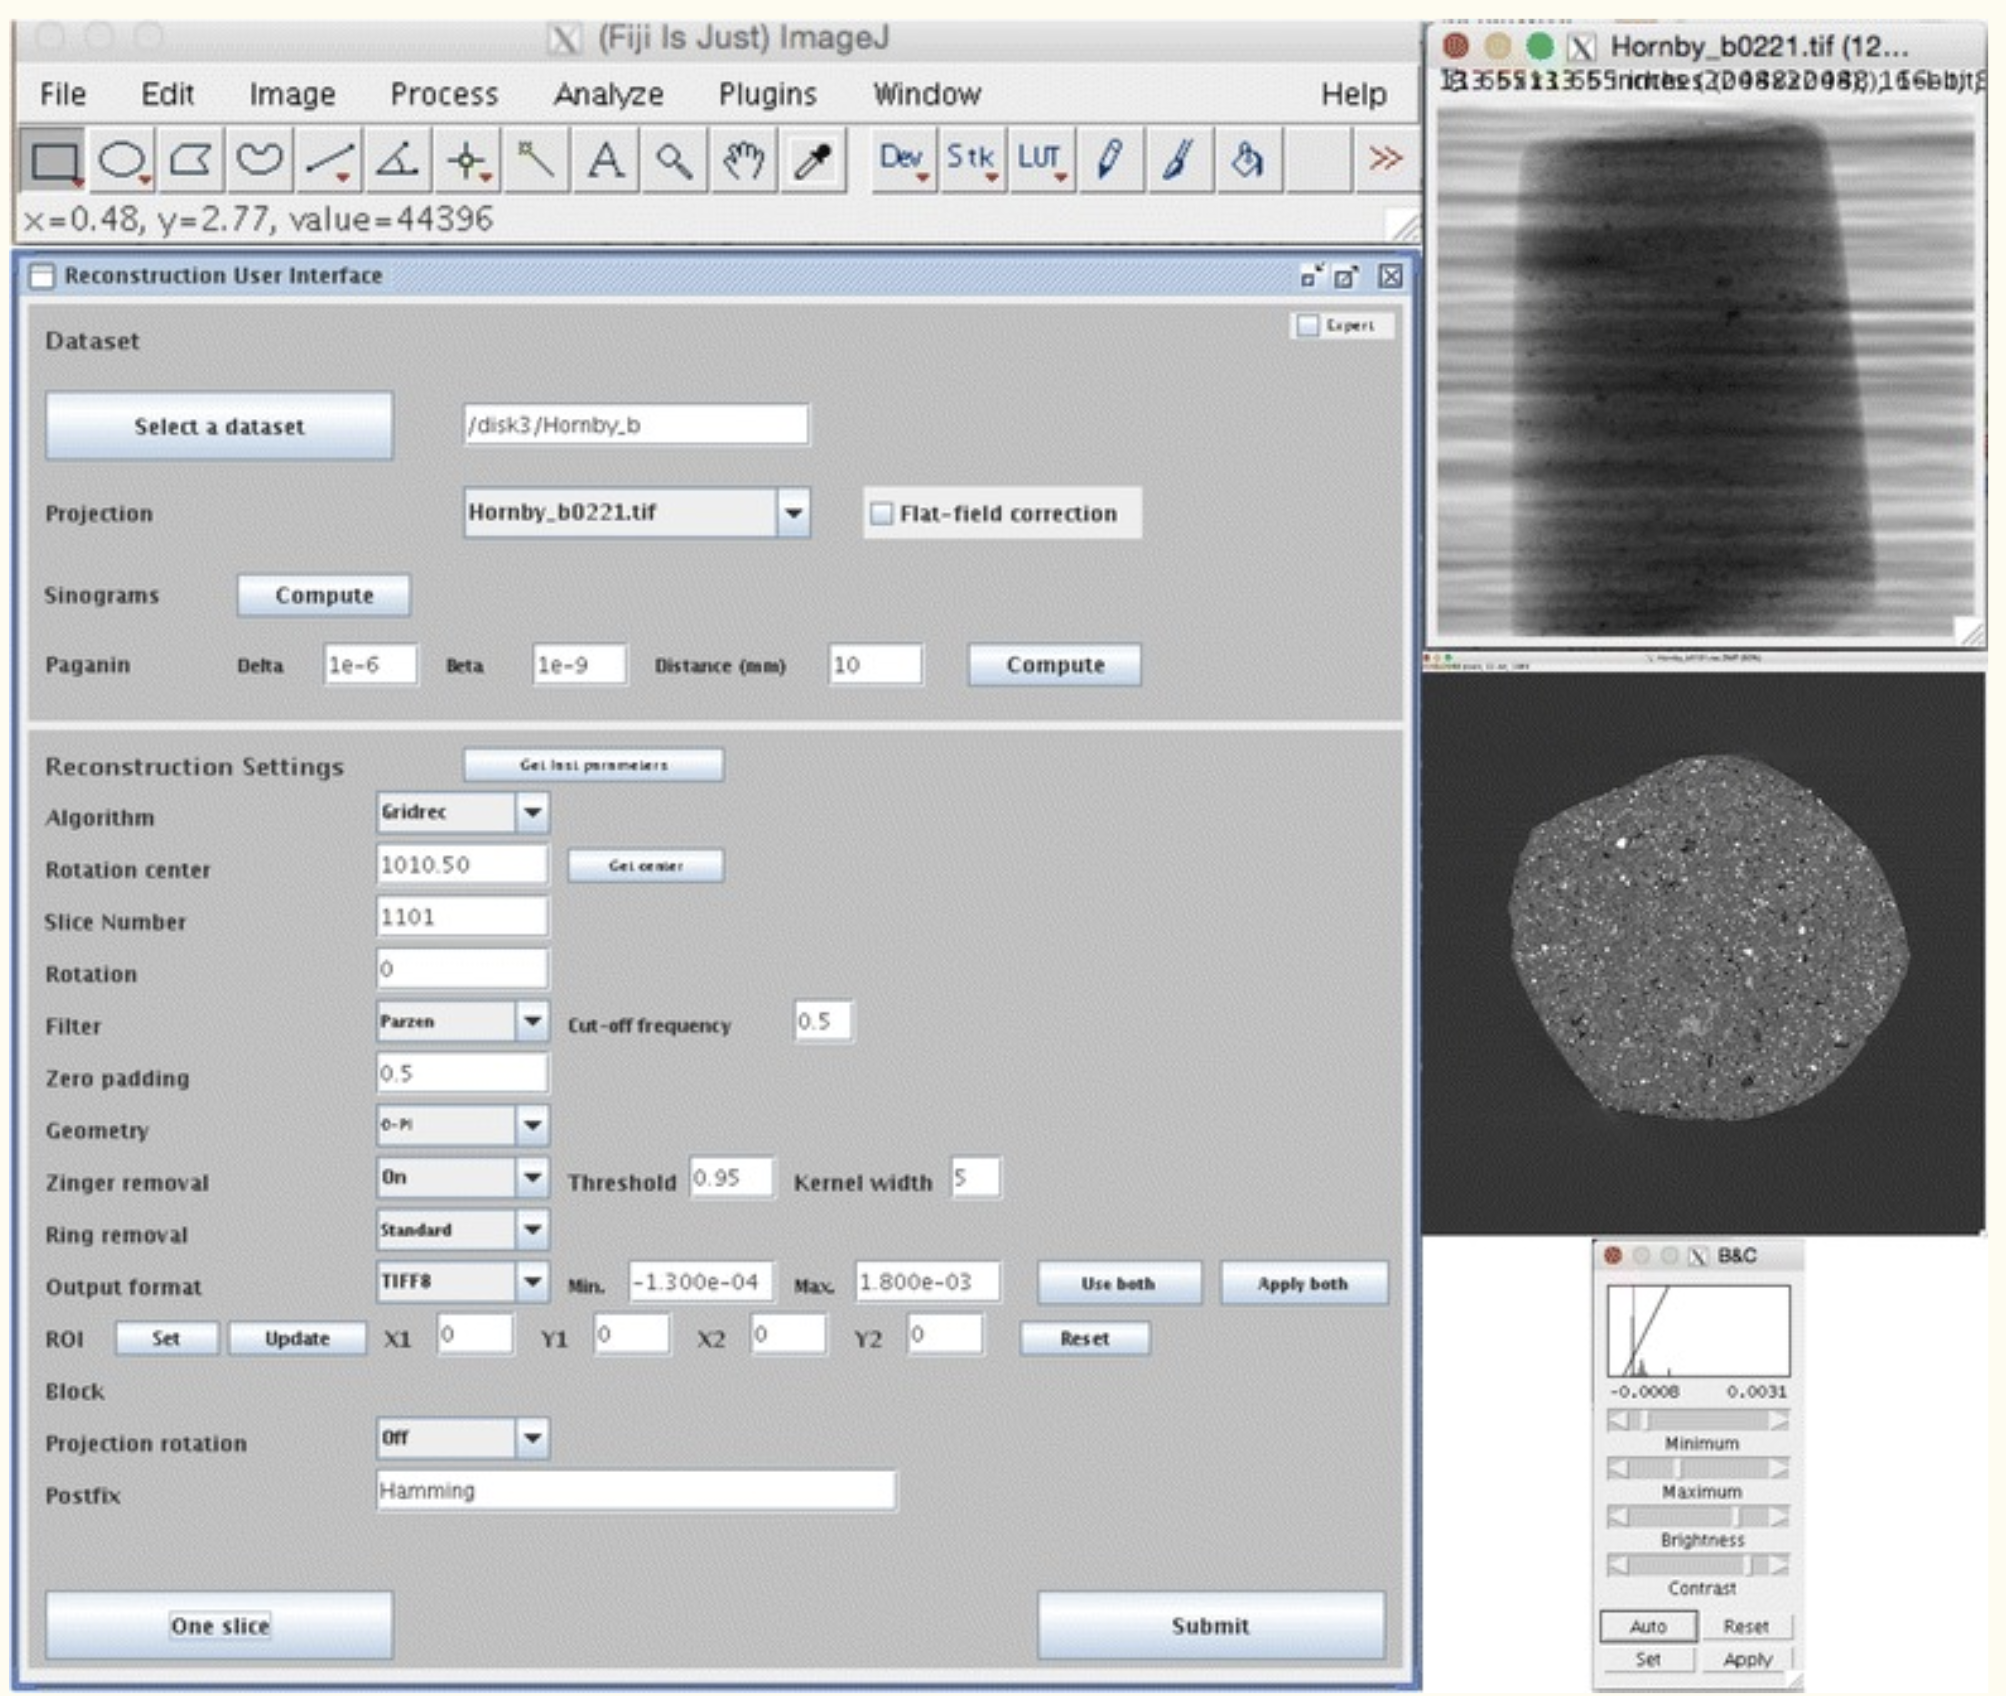 (Fiji Is Just) ImageJ
File Edit Image Process Analyze Plugins Window Help
Dev Stk LUT >>
x=0.48, y=2.77, value=44396
Reconstruction User Interface
Dataset
Expert
Select a dataset /disk3/Hornby_b
Projection Hornby_b0221.tif Flat-field correction
Sinograms Compute
Paganin Delta 1e-6 Beta 1e-9 Distance (mm) 10 Compute
Reconstruction Settings Get last parameters
Algorithm Gridrec
Rotation center 1010.50 Get center
Slice Number 1101
Rotation 0
Filter Parzen Cut-off frequency 0.5
Zero padding 0.5
Geometry 0-Pi
Zinger removal On Threshold 0.95 Kernel width 5
Ring removal Standard
Output format TIFF8 Min. -1.300e-04 Max. 1.800e-03 Use both Apply both
ROI Set Update X1 0 Y1 0 X2 0 Y2 0 Reset
Block
Projection rotation Off
Postfix Hamming
One slice Submit
Hornby_b0221.tif (12...
B&C
-0.0008 0.0031
Minimum
Maximum
Brightness
Contrast
Auto Reset
Set Apply